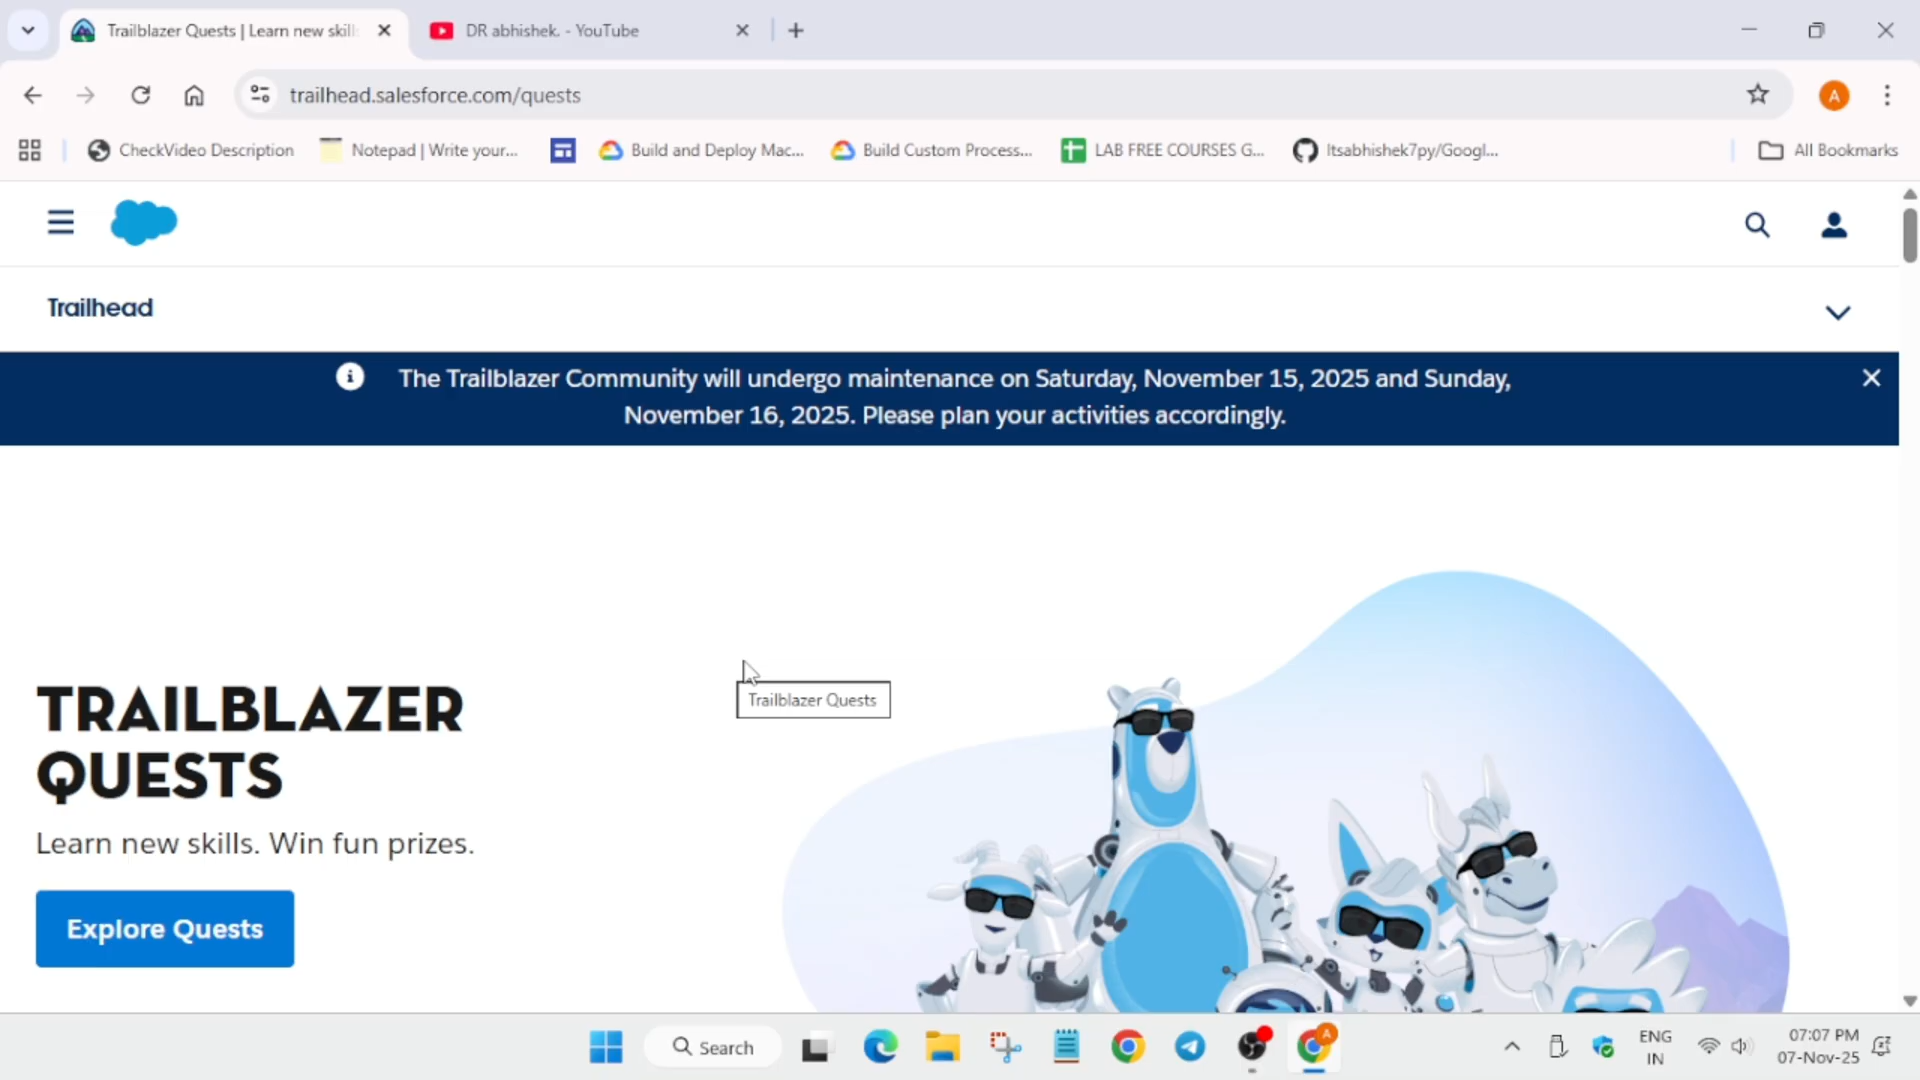 Trailblazer Quests | Learn new skill
DR abhishek. - YouTube
trailhead.salesforce.com/quests
A
CheckVideo Description
Notepad | Write your...
Build and Deploy Mac...
Build Custom Process...
LAB FREE COURSES G...
Itsabhishek7py/Googl...
All Bookmarks
Trailhead
The Trailblazer Community will undergo maintenance on Saturday, November 15, 2025 and Sunday,
November 16, 2025. Please plan your activities accordingly.
Trailblazer Quests
TRAILBLAZER
QUESTS
Learn new skills. Win fun prizes.
Explore Quests
Search
A
ENG
IN
07:07 PM
07-Nov-25